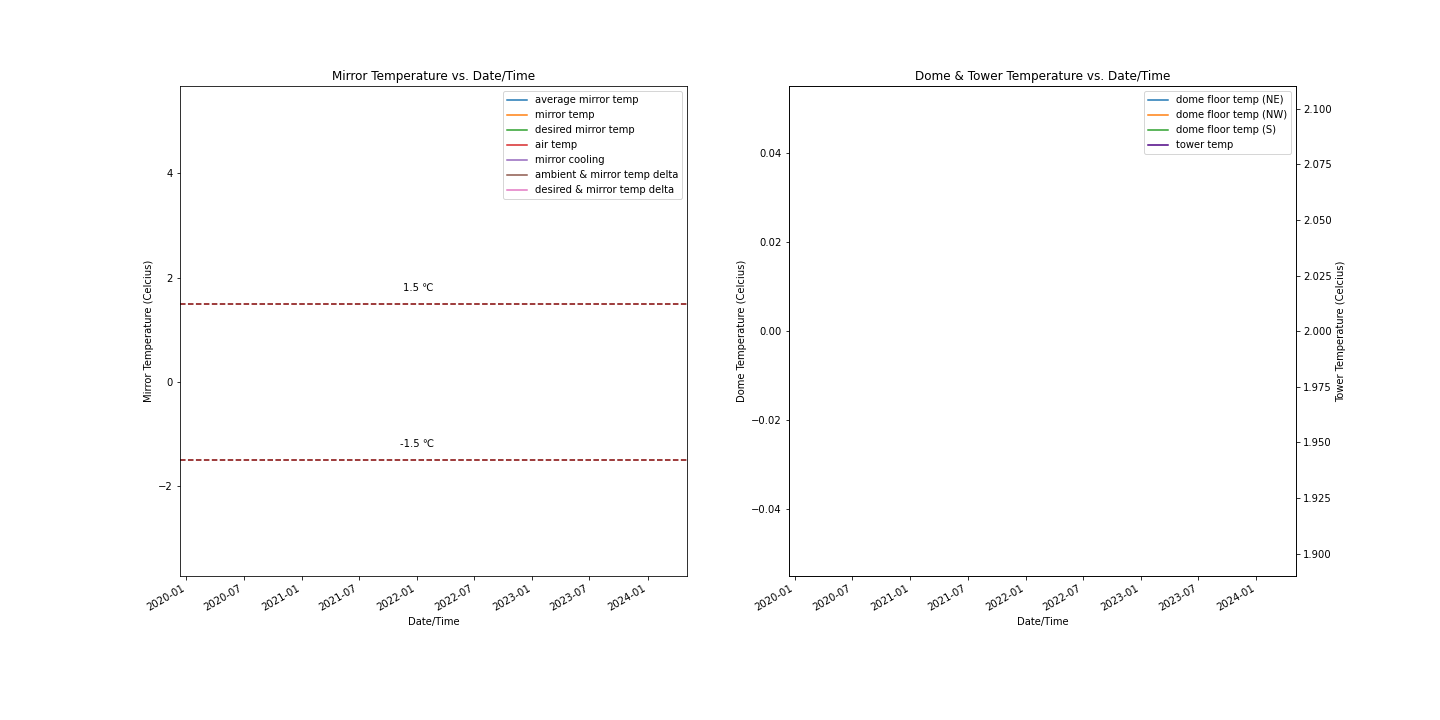 Mirror Temperature vs. Date/Time
average mirror temp
mirror temp
desired mirror temp
air temp
mirror cooling
ambient & mirror temp delta
desired & mirror temp delta
4
2
0
−2
1.5 ℃
-1.5 ℃
Mirror Temperature (Celcius)
2020-01
2020-07
2021-01
2021-07
2022-01
2022-07
2023-01
2023-07
2024-01
Date/Time
Dome & Tower Temperature vs. Date/Time
dome floor temp (NE)
dome floor temp (NW)
dome floor temp (S)
tower temp
0.04
0.02
0.00
−0.02
−0.04
Dome Temperature (Celcius)
2.100
2.075
2.050
2.025
2.000
1.975
1.950
1.925
1.900
Tower Temperature (Celcius)
2020-01
2020-07
2021-01
2021-07
2022-01
2022-07
2023-01
2023-07
2024-01
Date/Time